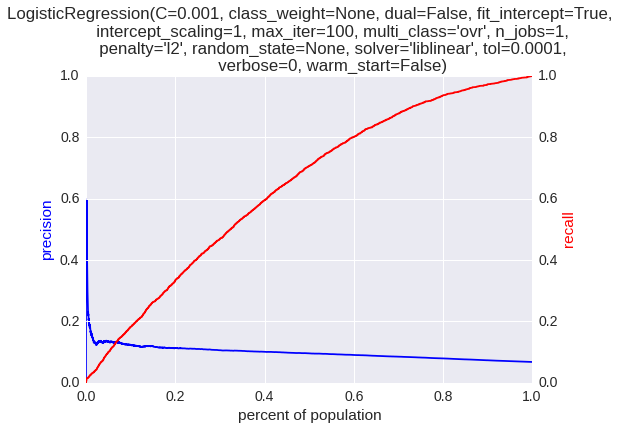 LogisticRegression(C=0.001, class_weight=None, dual=False, fit_intercept=True,
intercept_scaling=1, max_iter=100, multi_class='ovr', n_jobs=1,
penalty='l2', random_state=None, solver='liblinear', tol=0.0001,
verbose=0, warm_start=False)
1.0
0.8
0.6
0.4
0.2
0.0
precision
1.0
0.8
0.6
0.4
0.2
0.0
recall
0.0 0.2 0.4 0.6 0.8 1.0
percent of population